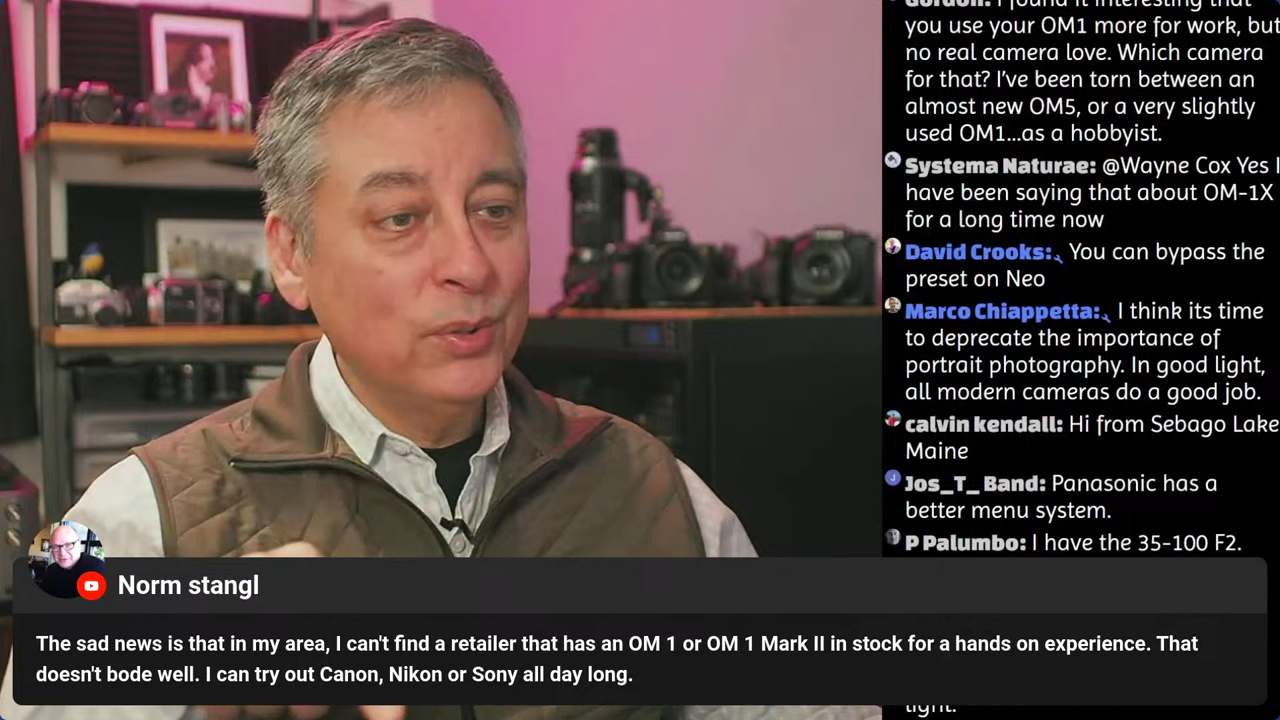 Gordon: I found it interesting that
you use your OM1 more for work, but
no real camera love. Which camera
for that? I've been torn between an
almost new OM5, or a very slightly
used OM1...as a hobbyist.
Systema Naturae: @Wayne Cox Yes I
have been saying that about OM-1X
for a long time now
David Crooks: You can bypass the
preset on Neo
Marco Chiappetta: I think its time
to deprecate the importance of
portrait photography. In good light,
all modern cameras do a good job.
calvin kendall: Hi from Sebago Lake
Maine
J
Jos_T_ Band: Panasonic has a
better menu system.
P Palumbo: I have the 35-100 F2.
Norm stangl
The sad news is that in my area, I can't find a retailer that has an OM 1 or OM 1 Mark II in stock for a hands on experience. That
doesn't bode well. I can try out Canon, Nikon or Sony all day long.
light.